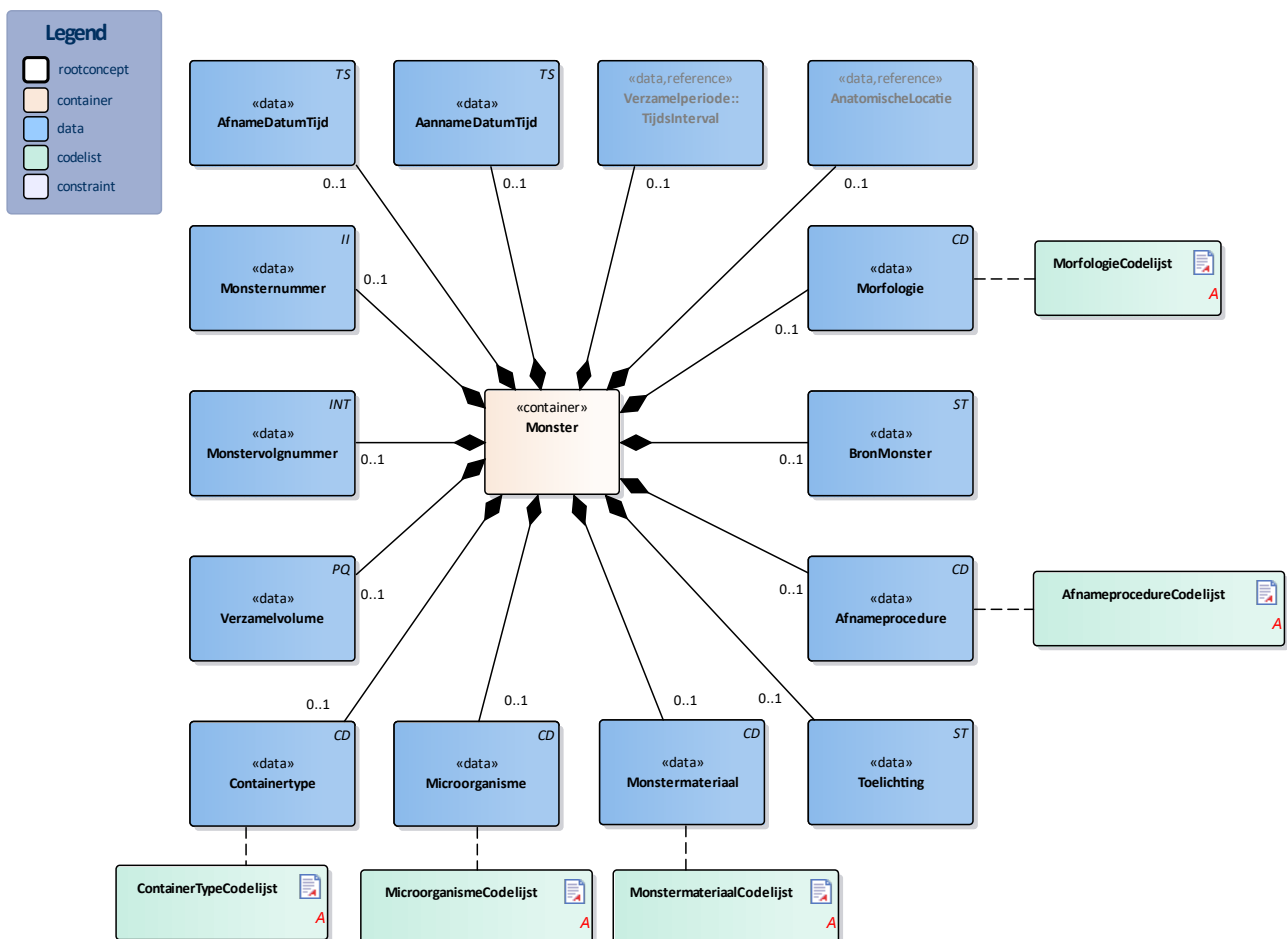 Legend
rootconcept
container
data
codelist
constraint
TS
«data»
AfnameDatumTijd
0..1
TS
«data»
AannameDatumTijd
0..1
«data,reference»
Verzamelperiode::
TijdsInterval
0..1
«data,reference»
AnatomischeLocatie
0..1
II
«data»
Monsternummer
0..1
CD
«data»
Morfologie
0..1
MorfologieCodelijst
A
INT
«data»
Monstervolgnummer
0..1
«container»
Monster
ST
«data»
BronMonster
0..1
PQ
«data»
Verzamelvolume
0..1
CD
«data»
Afnameprocedure
0..1
AfnameprocedureCodelijst
A
0..1
CD
«data»
Containertype
0..1
CD
«data»
Microorganisme
0..1
CD
«data»
Monstermateriaal
0..1
ST
«data»
Toelichting
ContainerTypeCodelijst
A
MicroorganismeCodelijst
A
MonstermateriaalCodelijst
A